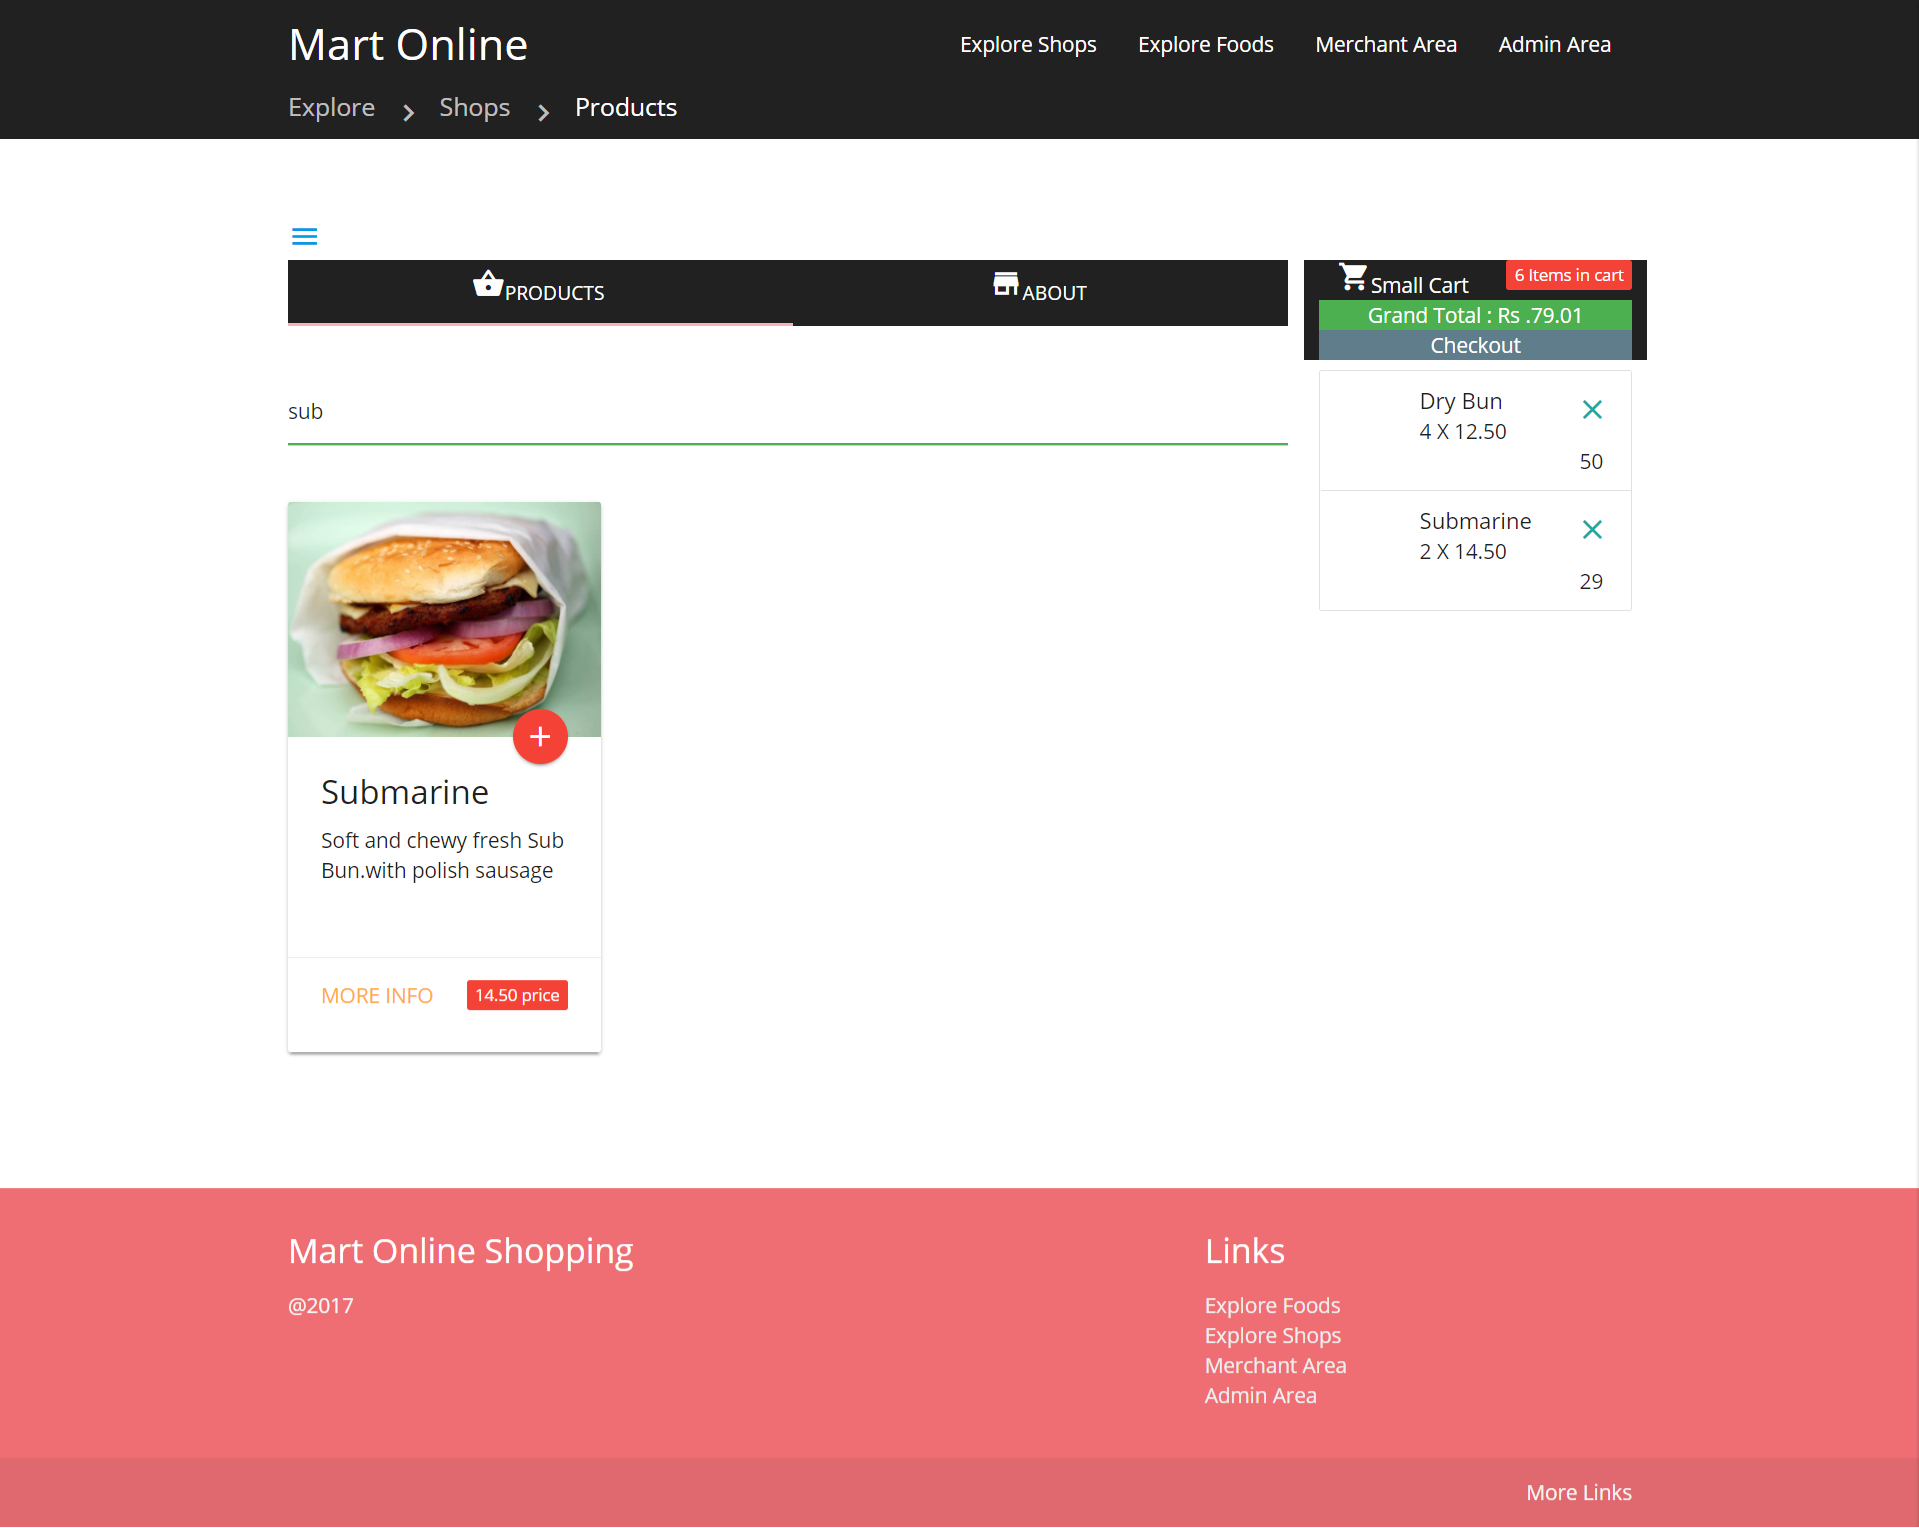 Mart Online
Explore Shops
Explore Foods
Merchant Area
Admin Area
Explore
Shops
Products
PRODUCTS
ABOUT
Small Cart
6 Items in cart
Grand Total : Rs .79.01
Checkout
sub
Dry Bun
4 X 12.50
50
Submarine
2 X 14.50
29
Submarine
Soft and chewy fresh Sub
Bun.with polish sausage
MORE INFO
14.50 price
Mart Online Shopping
@2017
Links
Explore Foods
Explore Shops
Merchant Area
Admin Area
More Links